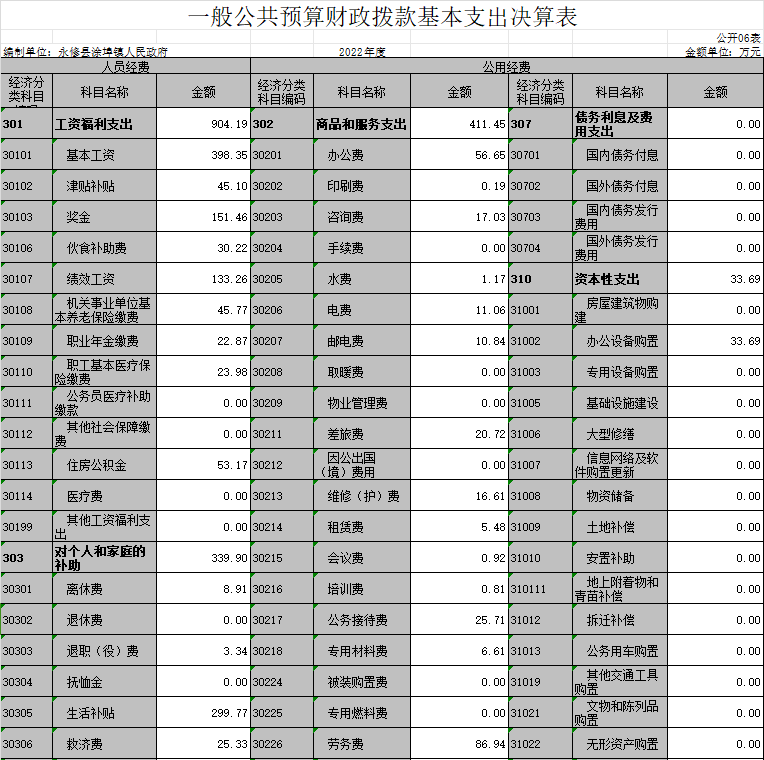 一般公共预算财政拨款基本支出决算表
公开06表
编制单位：永修县涂埠镇人民政府 2022年度 金额单位：万元
人员经费 公用经费
经济分类科目 科目名称 金额 经济分类科目编码 科目名称 金额 经济分类科目编码 科目名称 金额
301 工资福利支出 904.19 302 商品和服务支出 411.45 307 债务利息及费用支出 0.00
30101 基本工资 398.35 30201 办公费 56.65 30701 国内债务付息 0.00
30102 津贴补贴 45.10 30202 印刷费 0.19 30702 国外债务付息 0.00
30103 奖金 151.46 30203 咨询费 17.03 30703 国内债务发行费用 0.00
30106 伙食补助费 30.22 30204 手续费 0.00 30704 国外债务发行费用 0.00
30107 绩效工资 133.26 30205 水费 1.17 310 资本性支出 33.69
30108 机关事业单位基本养老保险缴费 45.77 30206 电费 11.06 31001 房屋建筑物购建 0.00
30109 职业年金缴费 22.87 30207 邮电费 10.84 31002 办公设备购置 33.69
30110 职工基本医疗保险缴费 23.98 30208 取暖费 0.00 31003 专用设备购置 0.00
30111 公务员医疗补助缴款 0.00 30209 物业管理费 0.00 31005 基础设施建设 0.00
30112 其他社会保障缴费 0.00 30211 差旅费 20.72 31006 大型修缮 0.00
30113 住房公积金 53.17 30212 因公出国（境）费用 0.00 31007 信息网络及软件购置更新 0.00
30114 医疗费 0.00 30213 维修（护）费 16.61 31008 物资储备 0.00
30199 其他工资福利支出 0.00 30214 租赁费 5.48 31009 土地补偿 0.00
303 对个人和家庭的补助 339.90 30215 会议费 0.92 31010 安置补助 0.00
30301 离休费 8.91 30216 培训费 0.81 310111 地上附着物和青苗补偿 0.00
30302 退休费 0.00 30217 公务接待费 25.71 31012 拆迁补偿 0.00
30303 退职（役）费 3.34 30218 专用材料费 6.61 31013 公务用车购置 0.00
30304 抚恤金 0.00 30224 被装购置费 0.00 31019 其他交通工具购置 0.00
30305 生活补贴 299.77 30225 专用燃料费 0.00 31021 文物和陈列品购置 0.00
30306 救济费 25.33 30226 劳务费 86.94 31022 无形资产购置 0.00